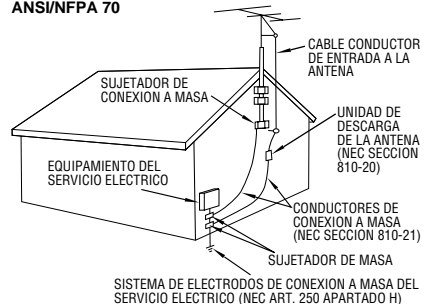 ANSI/NFPA 70
CABLE CONDUCTOR
DE ENTRADA A LA
ANTENA
SUJETADOR DE
CONEXION A MASA
UNIDAD DE
DESCARGA
DE LA ANTENA
(NEC SECCION
810-20)
EQUIPAMIENTO DEL
SERVICIO ELECTRICO
CONDUCTORES DE
CONEXION A MASA
(NEC SECCION 810-21)
SUJETADOR DE MASA
SISTEMA DE ELECTRODOS DE CONEXION A MASA DEL
SERVICIO ELECTRICO (NEC ART. 250 APARTADO H)